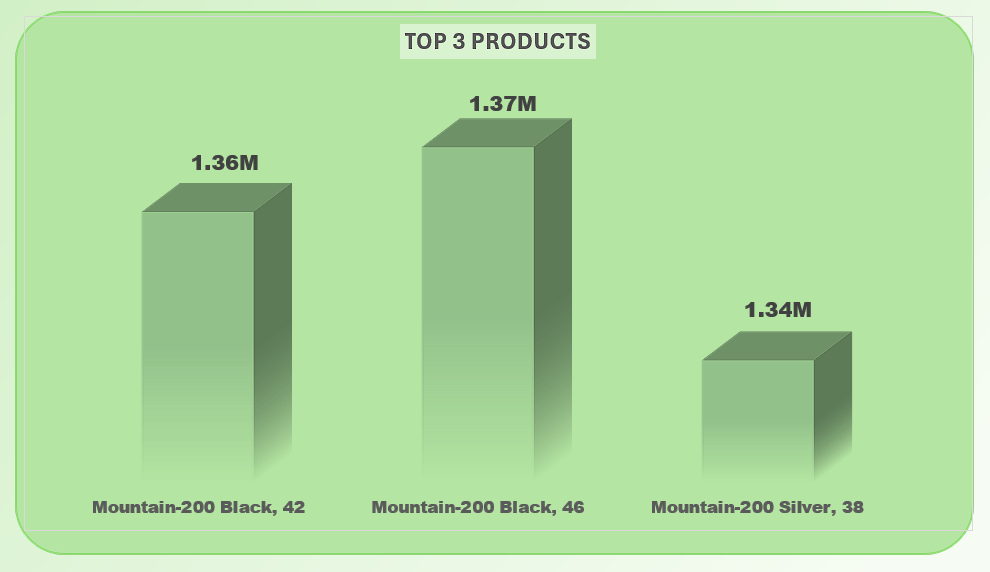 TOP 3 PRODUCTS
1.37M
1.36M
1.34M
Mountain-200 Black, 42
Mountain-200 Black, 46
Mountain-200 Silver, 38